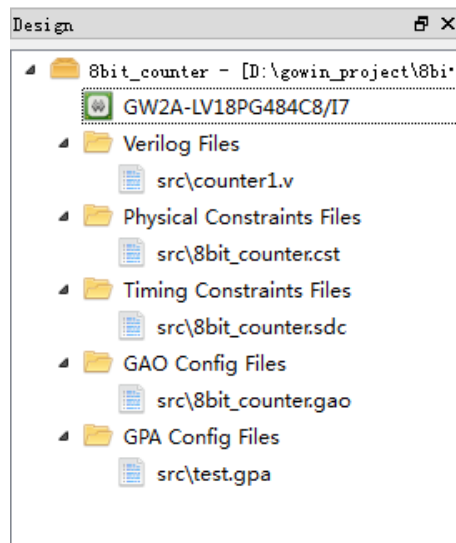 Design
8bit_counter - [D:\gowin_project\8bi
GW2A-LV18PG484C8/I7
Verilog Files
src\counter1.v
Physical Constraints Files
src\8bit_counter.cst
Timing Constraints Files
src\8bit_counter.sdc
GAO Config Files
src\8bit_counter.gao
GPA Config Files
src\test.gpa